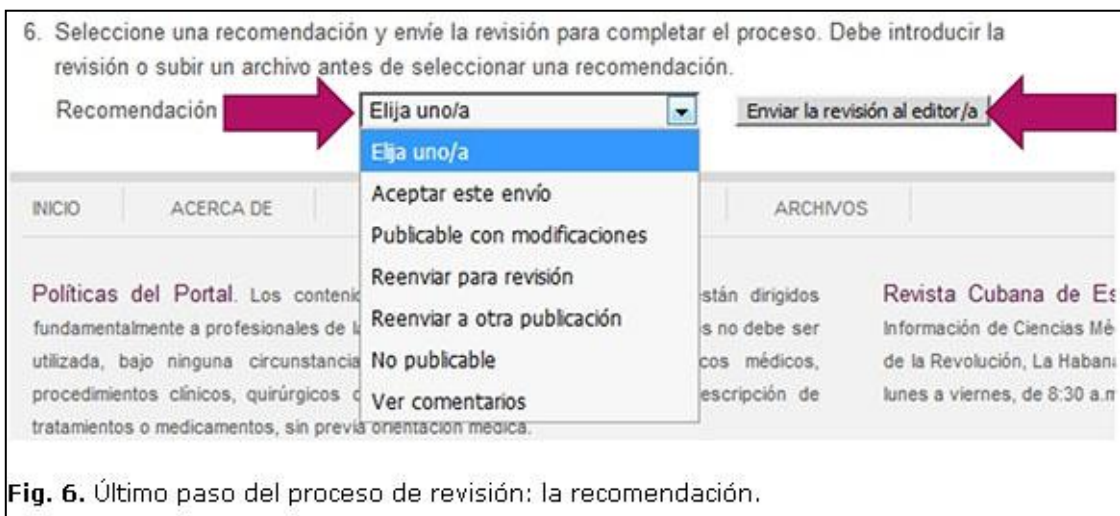 6. Seleccione una recomendación y envíe la revisión para completar el proceso. Debe introducir la
revisión o subir un archivo antes de seleccionar una recomendación.
Recomendación Elija uno/a Enviar la revisión al editor/a
Elija uno/a
Aceptar este envío
Publicable con modificaciones
Reenviar para revisión
Reenviar a otra publicación
No publicable
Ver comentarios
INICIO ACERCA DE ARCHIVOS
Políticas del Portal. Los conteni stán dirigidos
fundamentalmente a profesionales de s no debe ser
utilizada, bajo ninguna circunstancia cos médicos,
procedimientos clínicos, quirúrgicos escripción de
tratamientos o medicamentos, sin previa orientación médica.
Revista Cubana de Es
Información de Ciencias Mé
de la Revolución, La Habana
lunes a viernes, de 8:30 a.m
Fig. 6. Último paso del proceso de revisión: la recomendación.